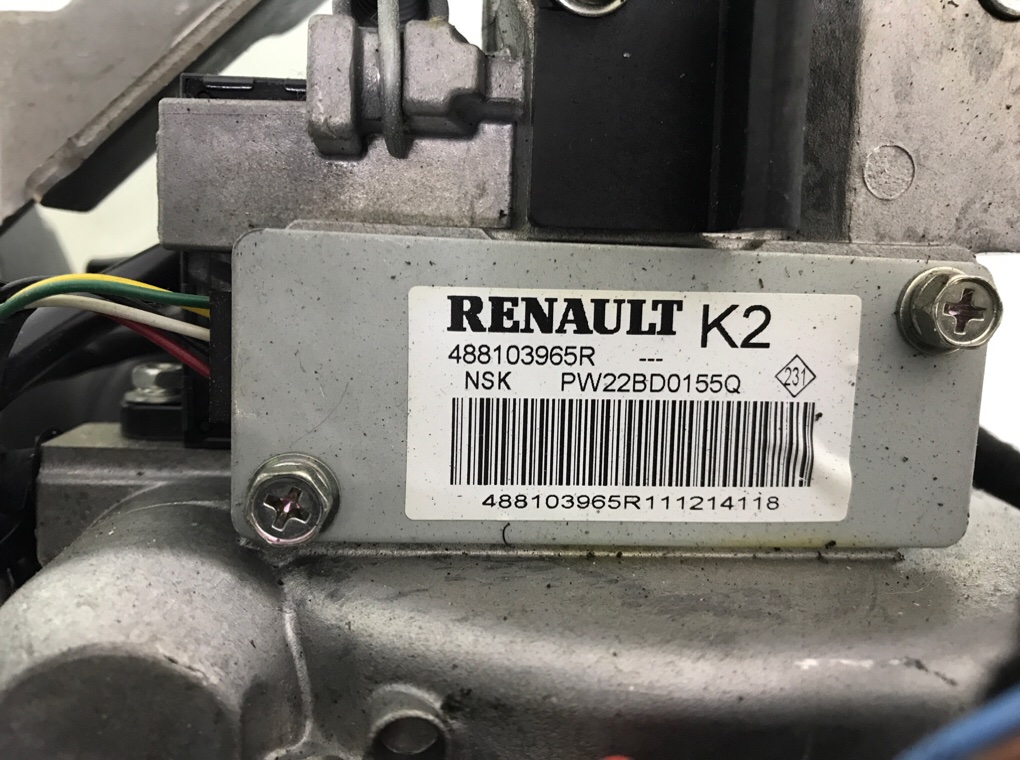 RENAULT K2
488103965R ---
NSK PW22BD0155Q 231
488103965R111214118